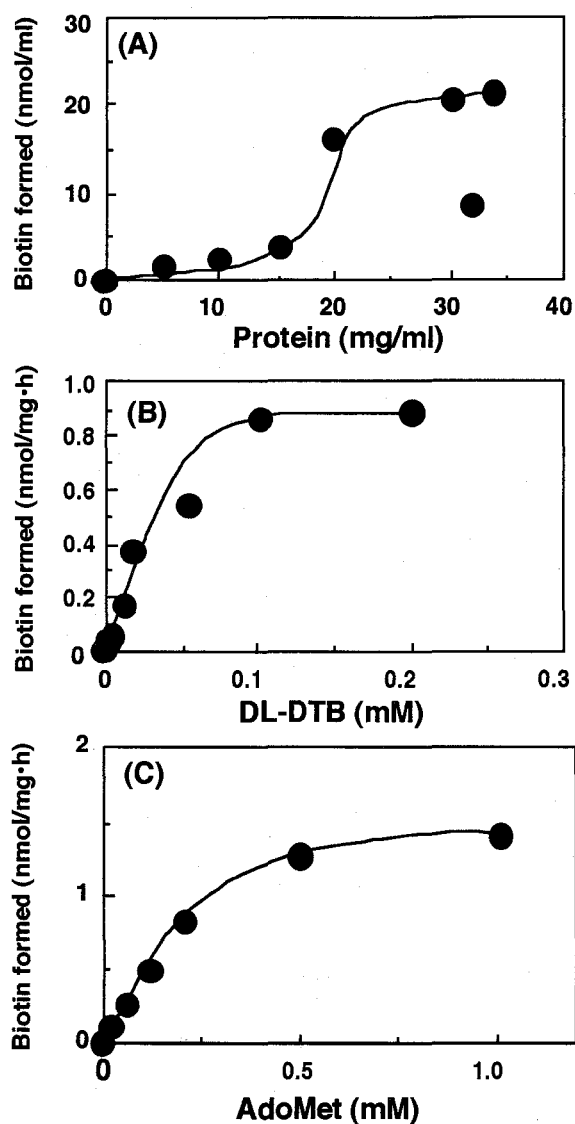 (A)
Biotin formed (nmol/ml)
30
20
10
0
0 10 20 30 40
Protein (mg/ml)
(B)
Biotin formed (nmol/mg·h)
1.0
0.8
0.6
0.4
0.2
0
0 0.1 0.2 0.3
DL-DTB (mM)
(C)
Biotin formed (nmol/mg·h)
2
1
0
0 0.5 1.0
AdoMet (mM)